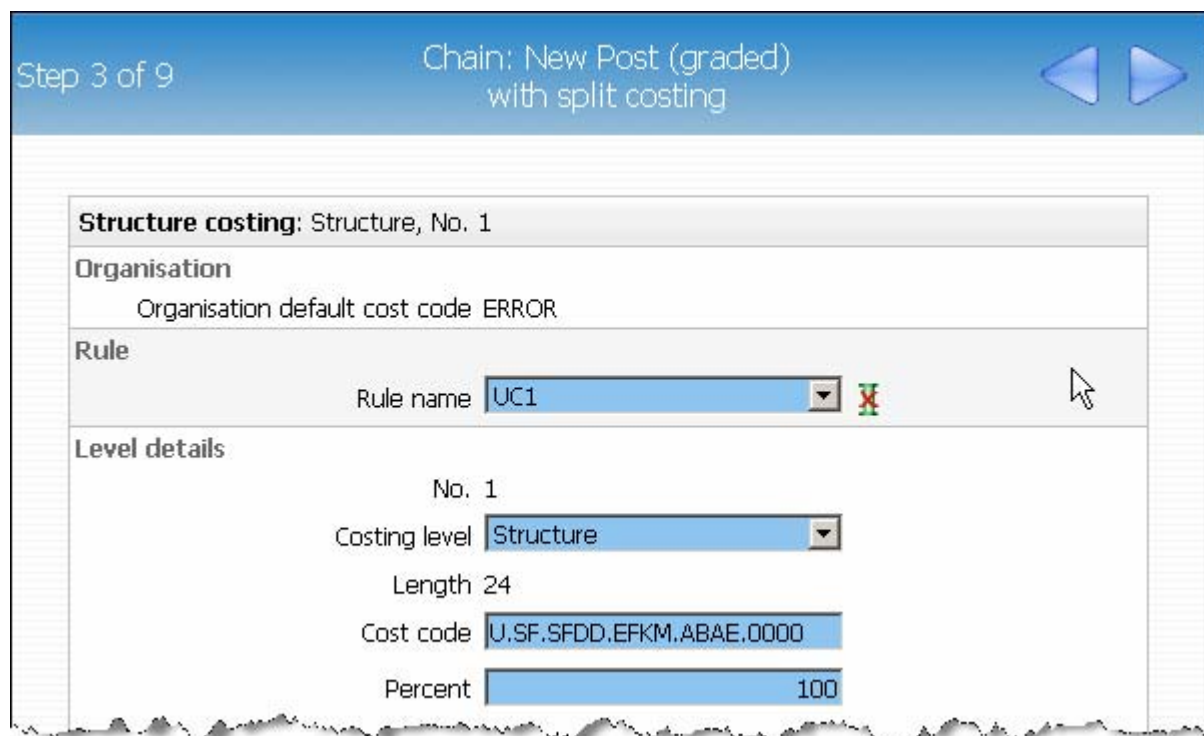 Step 3 of 9
Chain: New Post (graded)
with split costing
Structure costing: Structure, No. 1
Organisation
Organisation default cost code ERROR
Rule
Rule name UC1
Level details
No. 1
Costing level Structure
Length 24
Cost code U.SF.SFDD.EFKM.ABAE.0000
Percent 100